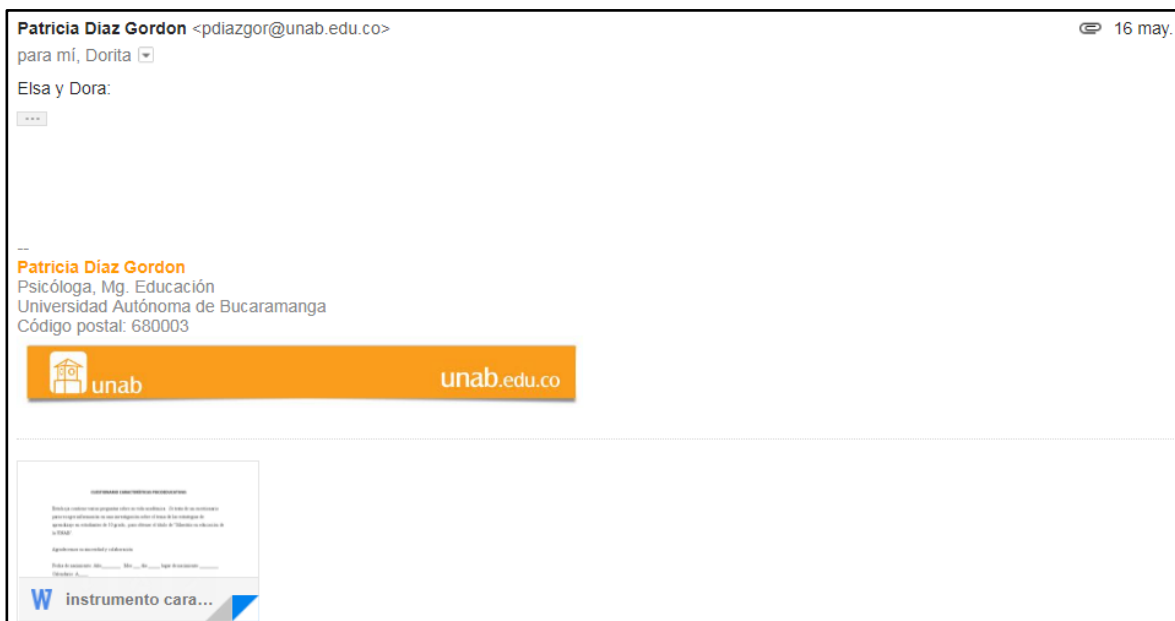 Patricia Diaz Gordon <pdiazgor@unab.edu.co> 16 may.
para mí, Dorita
Elsa y Dora:
...
--
Patricia Díaz Gordon
Psicóloga, Mg. Educación
Universidad Autónoma de Bucaramanga
Código postal: 680003
unab unab.edu.co
W instrumento cara...